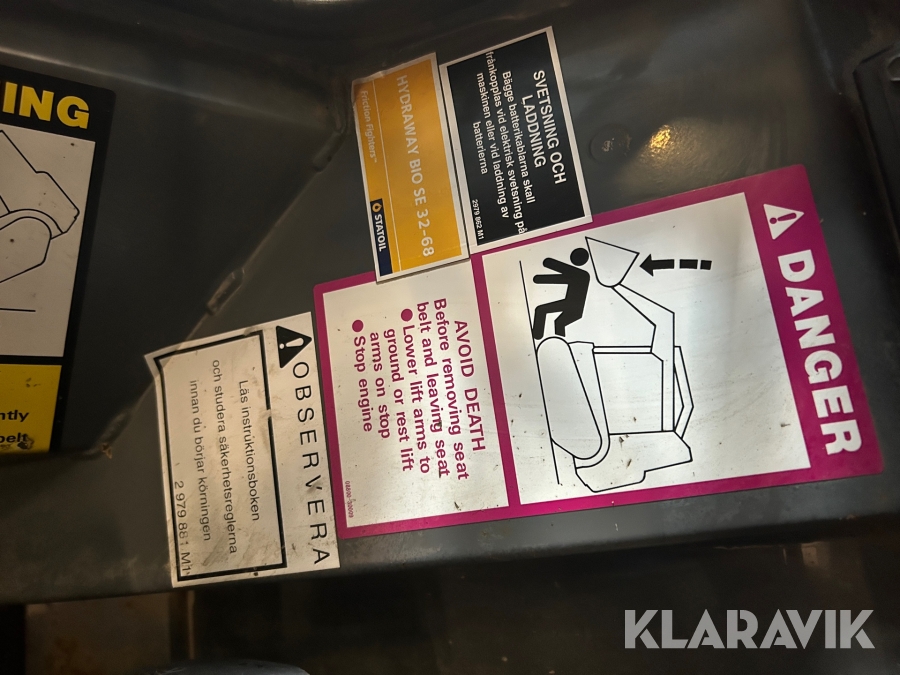 ING
ntly
belt
HYDRAWAY BIO SE 32-68
Friction Fighters™
STATOIL
SVETSNING OCH
LADDNING
Bägge batterikablarna skall
frånkopplas vid elektrisk svetsning på
maskinen eller vid laddning av
batterierna
2979 862 M1
DANGER
AVOID DEATH
Before removing seat
belt and leaving seat
● Lower lift arms to
ground or rest lift
arms on stop
● Stop engine
OBSERVERA
Läs instruktionsboken
och studera säkerhetsreglerna
innan du börjar körningen
2 979 861 M1
KLARAVIK